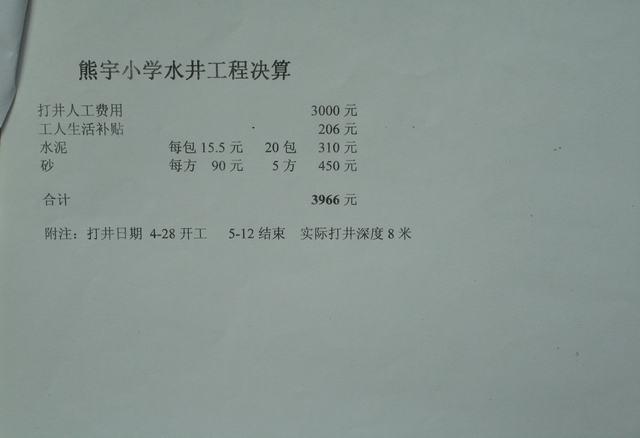 熊宇小学水井工程决算
打井人工费用 3000 元
工人生活补贴 206 元
水泥 每包 15.5 元 20 包 310 元
砂 每方 90 元 5 方 450 元
合计 3966 元
附注：打井日期 4-28 开工 5-12 结束 实际打井深度 8 米